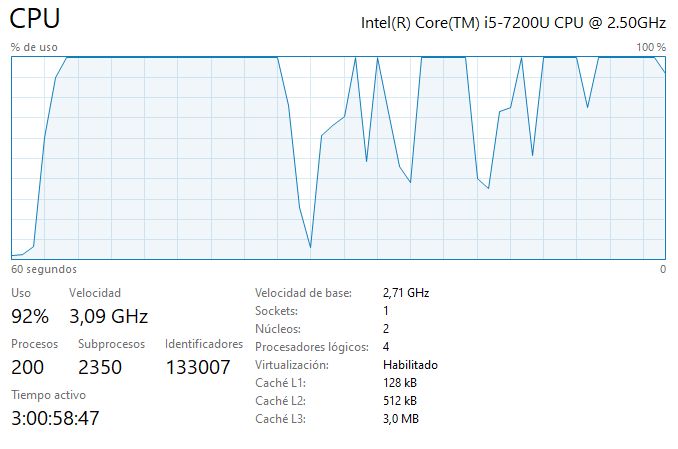 CPU
Intel(R) Core(TM) i5-7200U CPU @ 2.50GHz
% de uso
100 %
60 segundos
0
Uso
Velocidad
92%
3,09 GHz
Procesos
Subprocesos
Identificadores
200
2350
133007
Tiempo activo
3:00:58:47
Velocidad de base: 2,71 GHz
Sockets: 1
Núcleos: 2
Procesadores lógicos: 4
Virtualización: Habilitado
Caché L1: 128 kB
Caché L2: 512 kB
Caché L3: 3,0 MB